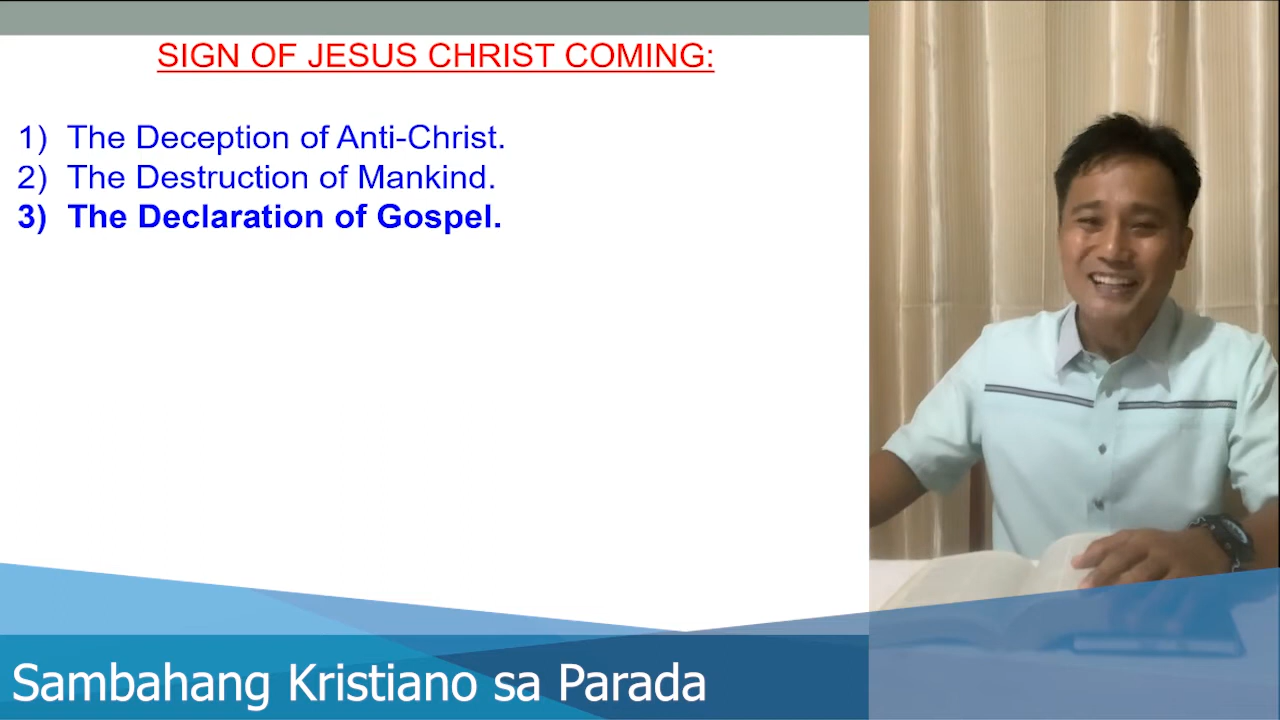 SIGN OF JESUS CHRIST COMING:
1) The Deception of Anti-Christ.
2) The Destruction of Mankind.
3) The Declaration of Gospel.
Sambahang Kristiano sa Parada